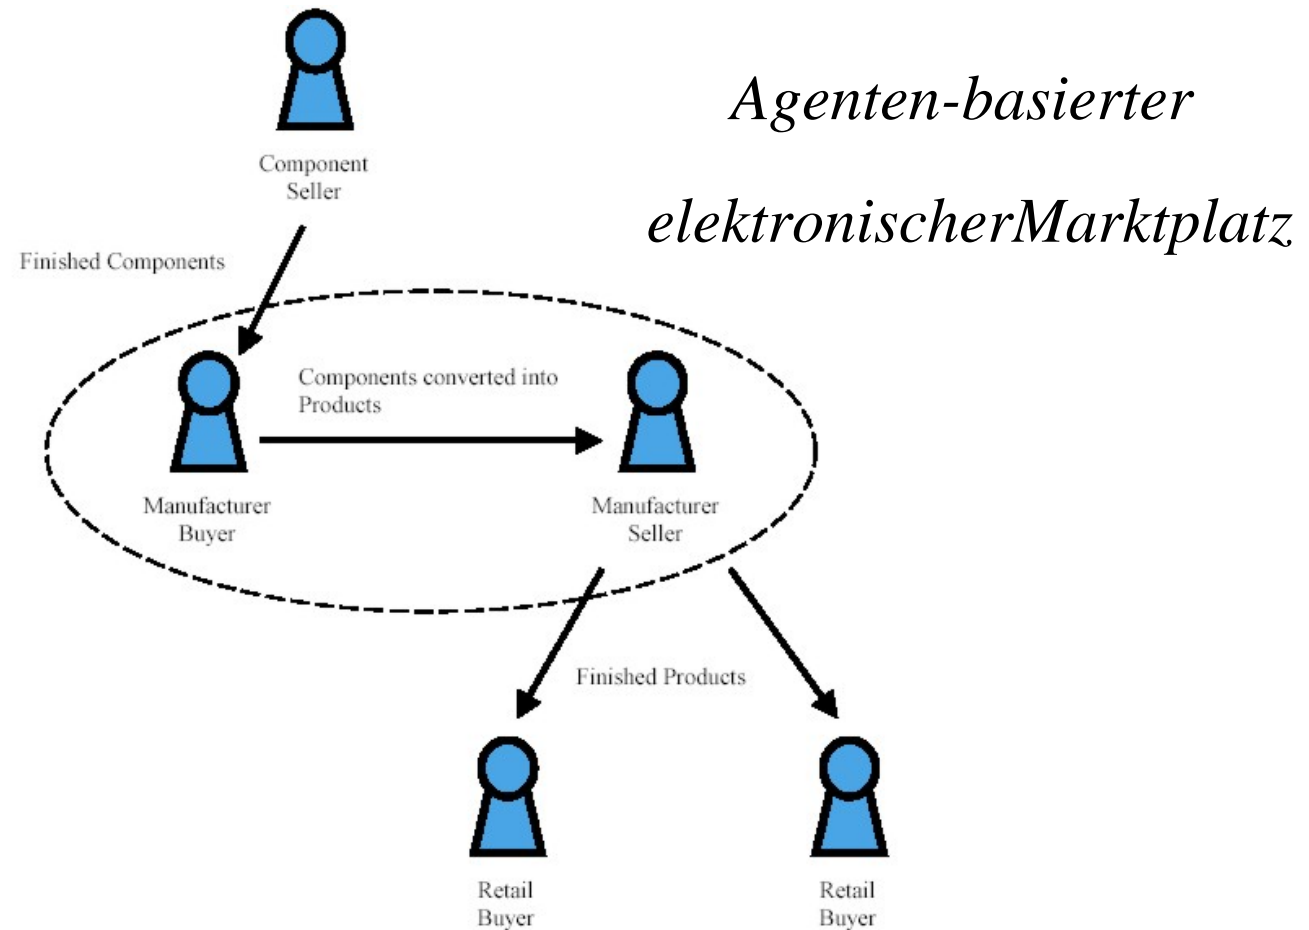 Agenten-basierter
elektronischerMarktplatz
Component
Seller
Finished Components
Components converted into
Products
Manufacturer
Buyer
Manufacturer
Seller
Finished Products
Retail
Buyer
Retail
Buyer